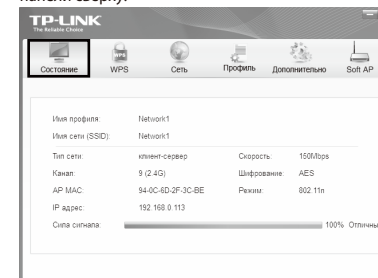 панели сверху.
TP-LINK
The Reliable Choice
Состояние WPS Сеть Профиль Дополнительно Soft AP
Имя профиля: Network1
Имя сети (SSID): Network1
Тип сети: клиент-сервер Скорость: 150Mbps
Канал: 9 (2.4G) Шифрование: AES
AP MAC: 94-0C-6D-2F-3C-BE Режим: 802.11n
IP адрес: 192.168.0.113
Сила сигнала: 100%